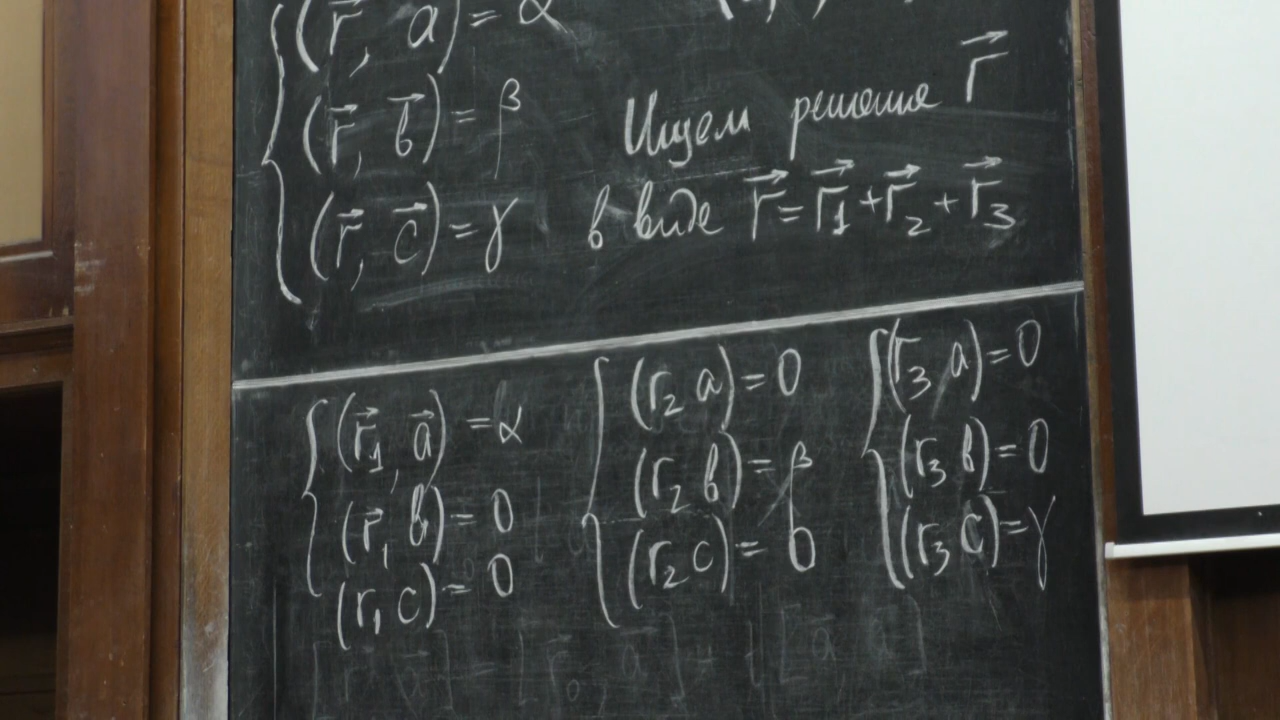 (r⃗, a⃗) = α
(r⃗, b⃗) = β
(r⃗, c⃗) = γ
Ищем решение r⃗
в виде r⃗ = r⃗₁ + r⃗₂ + r⃗₃
(r⃗₁, a⃗) = α
(r₁ b) = 0
(r₁ c) = 0
(r₂ a) = 0
(r₂ b) = β
(r₂ c) = 0
(r₃ a) = 0
(r₃ b) = 0
(r₃ c) = γ